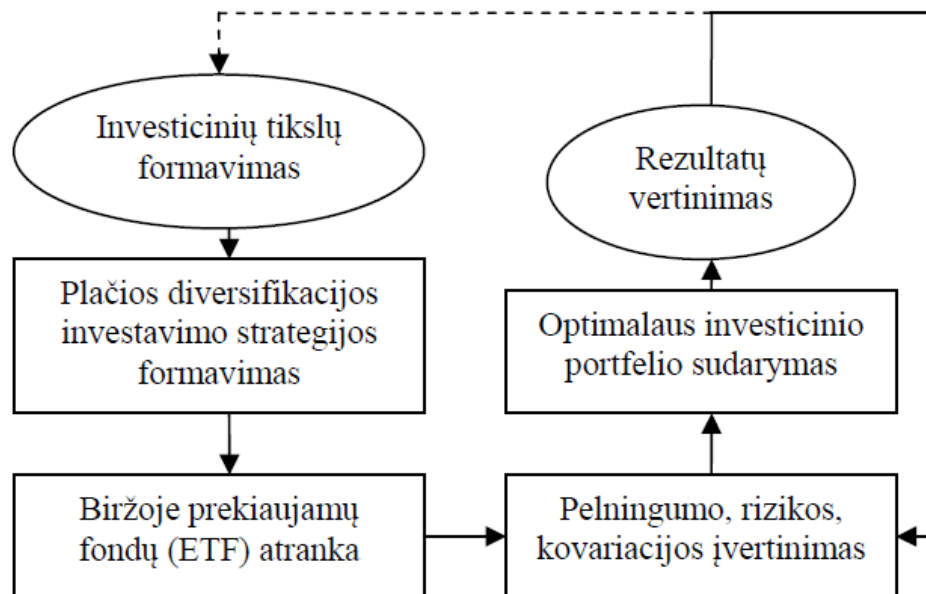 Investicinių tikslų
formavimas
Plačios diversifikacijos
investavimo strategijos
formavimas
Biržoje prekiaujamų
fondų (ETF) atranka
Pelningumo, rizikos,
kovariacijos įvertinimas
Optimalaus investicinio
portfelio sudarymas
Rezultatų
vertinimas